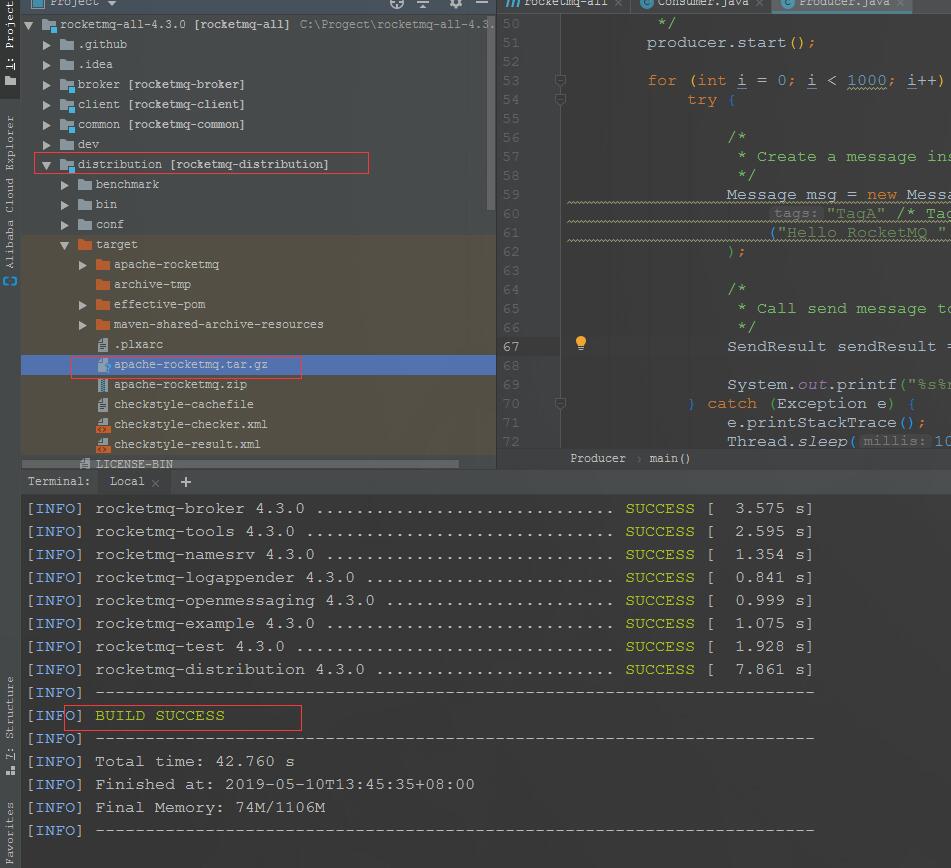 Project
rocketmq-all-4.3.0 [rocketmq-all] C:\Progect\rocketmq-all-4.3.
.github
.idea
broker [rocketmq-broker]
client [rocketmq-client]
common [rocketmq-common]
dev
distribution [rocketmq-distribution]
benchmark
bin
conf
target
apache-rocketmq
archive-tmp
effective-pom
maven-shared-archive-resources
.plxarc
apache-rocketmq.tar.gz
apache-rocketmq.zip
checkstyle-cachefile
checkstyle-checker.xml
checkstyle-result.xml
LICENSE-BIN
1: Project
Alibaba Cloud Explorer
7: Structure
Favorites
rocketmq-all × Consumer.java × Producer.java ×
50 */
51 producer.start();
52
53 for (int i = 0; i < 1000; i++)
54 try {
55
56 /*
57 * Create a message ins
58 */
59 Message msg = new Messa
60 tags: "TagA" /* Tag
61 ("Hello RocketMQ "
62 );
63
64 /*
65 * Call send message to
66 */
67 SendResult sendResult =
68
69 System.out.printf("%s%n
70 } catch (Exception e) {
71 e.printStackTrace();
72 Thread.sleep( millis: 10
Producer › main()
Terminal: Local × +
[INFO] rocketmq-broker 4.3.0 .............................. SUCCESS [  3.575 s]
[INFO] rocketmq-tools 4.3.0 ............................... SUCCESS [  2.595 s]
[INFO] rocketmq-namesrv 4.3.0 ............................. SUCCESS [  1.354 s]
[INFO] rocketmq-logappender 4.3.0 ......................... SUCCESS [  0.841 s]
[INFO] rocketmq-openmessaging 4.3.0 ....................... SUCCESS [  0.999 s]
[INFO] rocketmq-example 4.3.0 ............................. SUCCESS [  1.075 s]
[INFO] rocketmq-test 4.3.0 ................................ SUCCESS [  1.928 s]
[INFO] rocketmq-distribution 4.3.0 ........................ SUCCESS [  7.861 s]
[INFO] ------------------------------------------------------------------------
[INFO] BUILD SUCCESS
[INFO] ------------------------------------------------------------------------
[INFO] Total time: 42.760 s
[INFO] Finished at: 2019-05-10T13:45:35+08:00
[INFO] Final Memory: 74M/1106M
[INFO] ------------------------------------------------------------------------